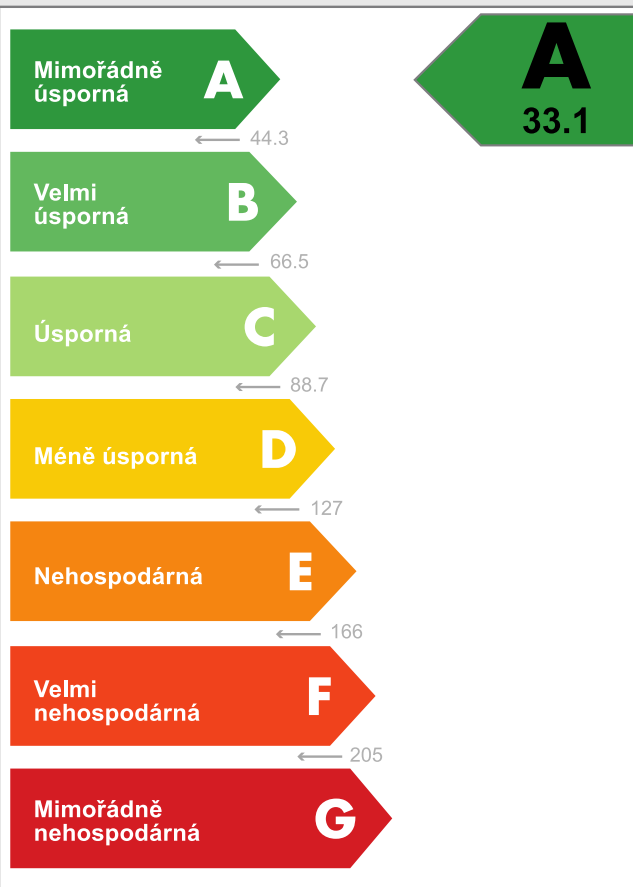 Mimořádně
úsporná
A
A
33.1
← 44.3
Velmi
úsporná
B
← 66.5
Úsporná
C
← 88.7
Méně úsporná
D
← 127
Nehospodárná
E
← 166
Velmi
nehospodárná
F
← 205
Mimořádně
nehospodárná
G